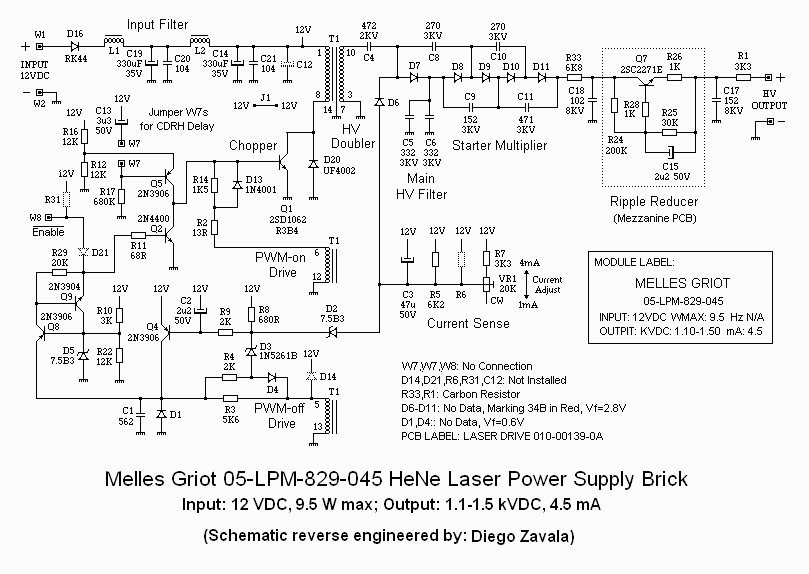 Input Filter
W1
D16
RK44
L1
L2
INPUT
12VDC
W2
C19
330uF
35V
C20
104
C14
330uF
35V
C21
104
12V
C12
T1
1
10
8
14
3
7
HV
Doubler
472
2KV
C4
270
3KV
C8
270
3KV
C10
D7
D8
D9
D10
D11
D6
C9
153
3KV
C11
471
3KV
C5
332
3KV
C6
332
3KV
Main
HV Filter
Starter Multiplier
R33
6K8
C18
102
8KV
Q7
2SC2271E
R26
1K
R28
1K
R24
200K
R25
30K
C15
2u2 50V
Ripple Reducer
(Mezzanine PCB)
R1
3K3
C17
152
8KV
HV
OUTPUT
12V
C13
3u3
50V
Jumper W7s
for CDRH Delay
J1
12V
12V
W7
W7
12V
R16
12K
R12
12K
R17
680K
Q5
2N3906
12V
R31
W8
Enable
2N4400
Q2
R11
68R
D21
R29
20K
Chopper
R14
1K5
D13
1N4001
R2
13R
Q1
2SD1062
R3B4
D20
UF4002
PWM-on
Drive
T1
6
12
12V
12V
12V
12V
C3
47u
50V
R5
6K2
R6
R7
3K3
4mA
VR1
20K
CW
Current
Adjust
1mA
Current Sense
MODULE LABEL:
MELLES GRIOT
05-LPM-829-045
INPUT: 12VDC WMAX: 9.5 Hz N/A
OUTPIT: KVDC: 1.10-1.50 mA: 4.5
2N3904
Q9
2N3906
Q8
D5
7.5B3
12V
R10
3K
R22
12K
12V
Q4
2N3906
12V
C2
2u2
50V
R9
2K
12V
R8
680R
D2
7.5B3
D3
1N5261B
R4
2K
D4
R3
5K6
12V
D14
T1
5
13
PWM-off
Drive
C1
562
D1
W7,W7,W8: No Connection
D14,D21,R6,R31,C12: Not Installed
R33,R1: Carbon Resistor
D6-D11: No Data, Marking 34B in Red, Vf=2.8V
D1,D4:: No Data, Vf=0.6V
PCB LABEL: LASER DRIVE 010-00139-0A
Melles Griot 05-LPM-829-045 HeNe Laser Power Supply Brick
Input: 12 VDC, 9.5 W max; Output: 1.1-1.5 kVDC, 4.5 mA
(Schematic reverse engineered by: Diego Zavala)